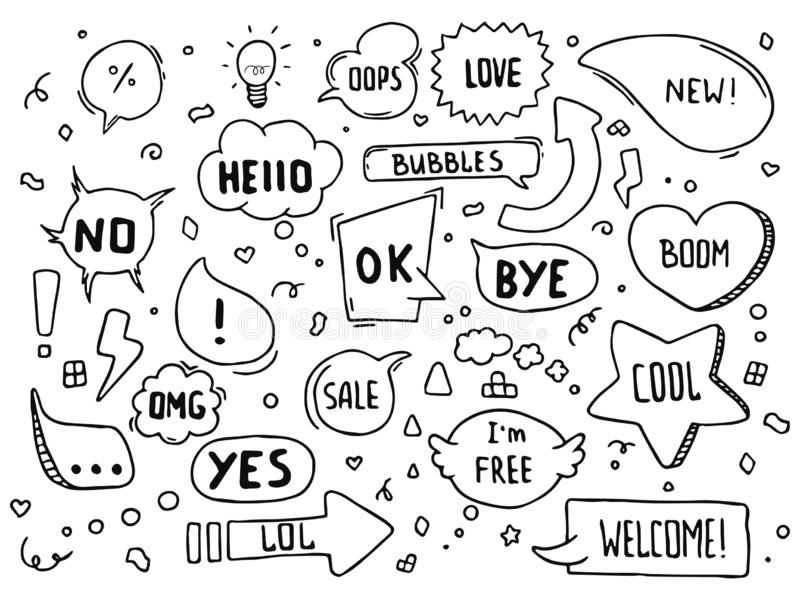 %
OOPS
LOVE
NEW!
HEllO
BUBBLES
NO
OK
BYE
BOOM
!
OMG
SALE
COOL
...
YES
I'm
FREE
LOL
WELCOME!